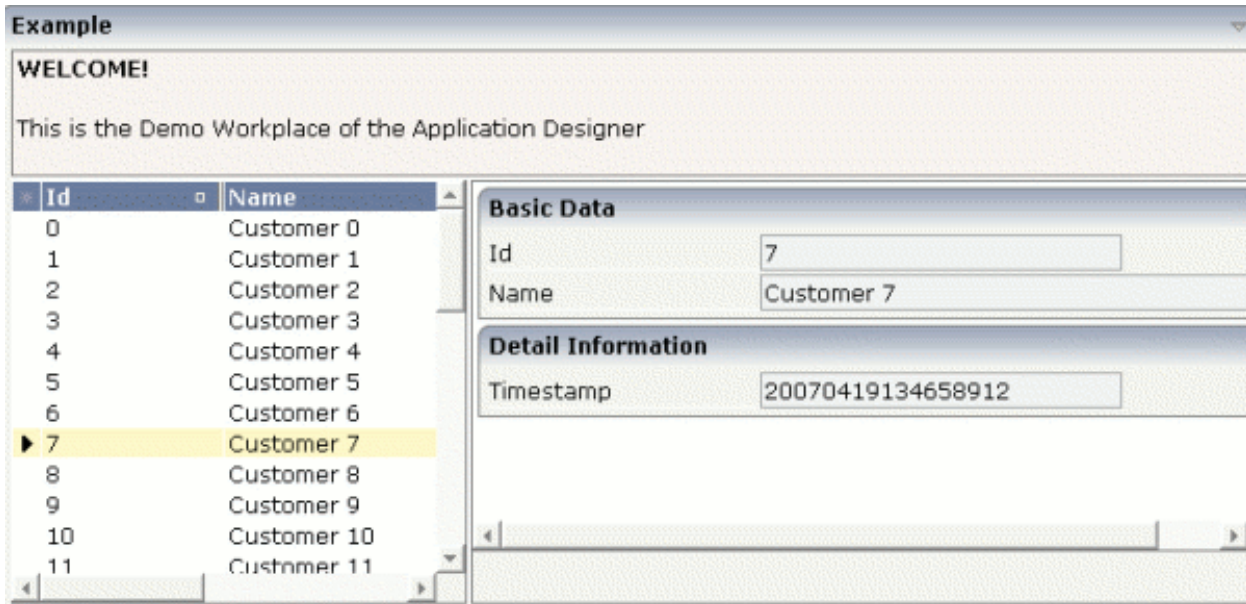 Example
WELCOME!
This is the Demo Workplace of the Application Designer
Id Name
0 Customer 0
1 Customer 1
2 Customer 2
3 Customer 3
4 Customer 4
5 Customer 5
6 Customer 6
7 Customer 7
8 Customer 8
9 Customer 9
10 Customer 10
11 Customer 11
Basic Data
Id 7
Name Customer 7
Detail Information
Timestamp 20070419134658912